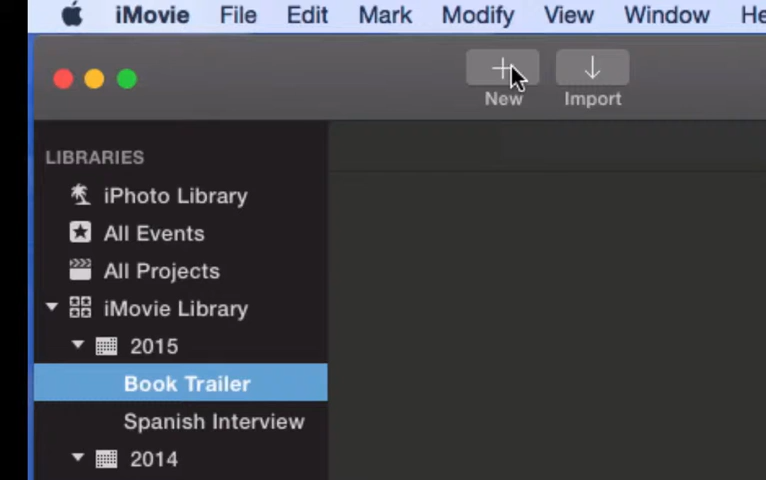 iMovie File Edit Mark Modify View Window He
New Import
LIBRARIES
iPhoto Library
All Events
All Projects
iMovie Library
2015
Book Trailer
Spanish Interview
2014